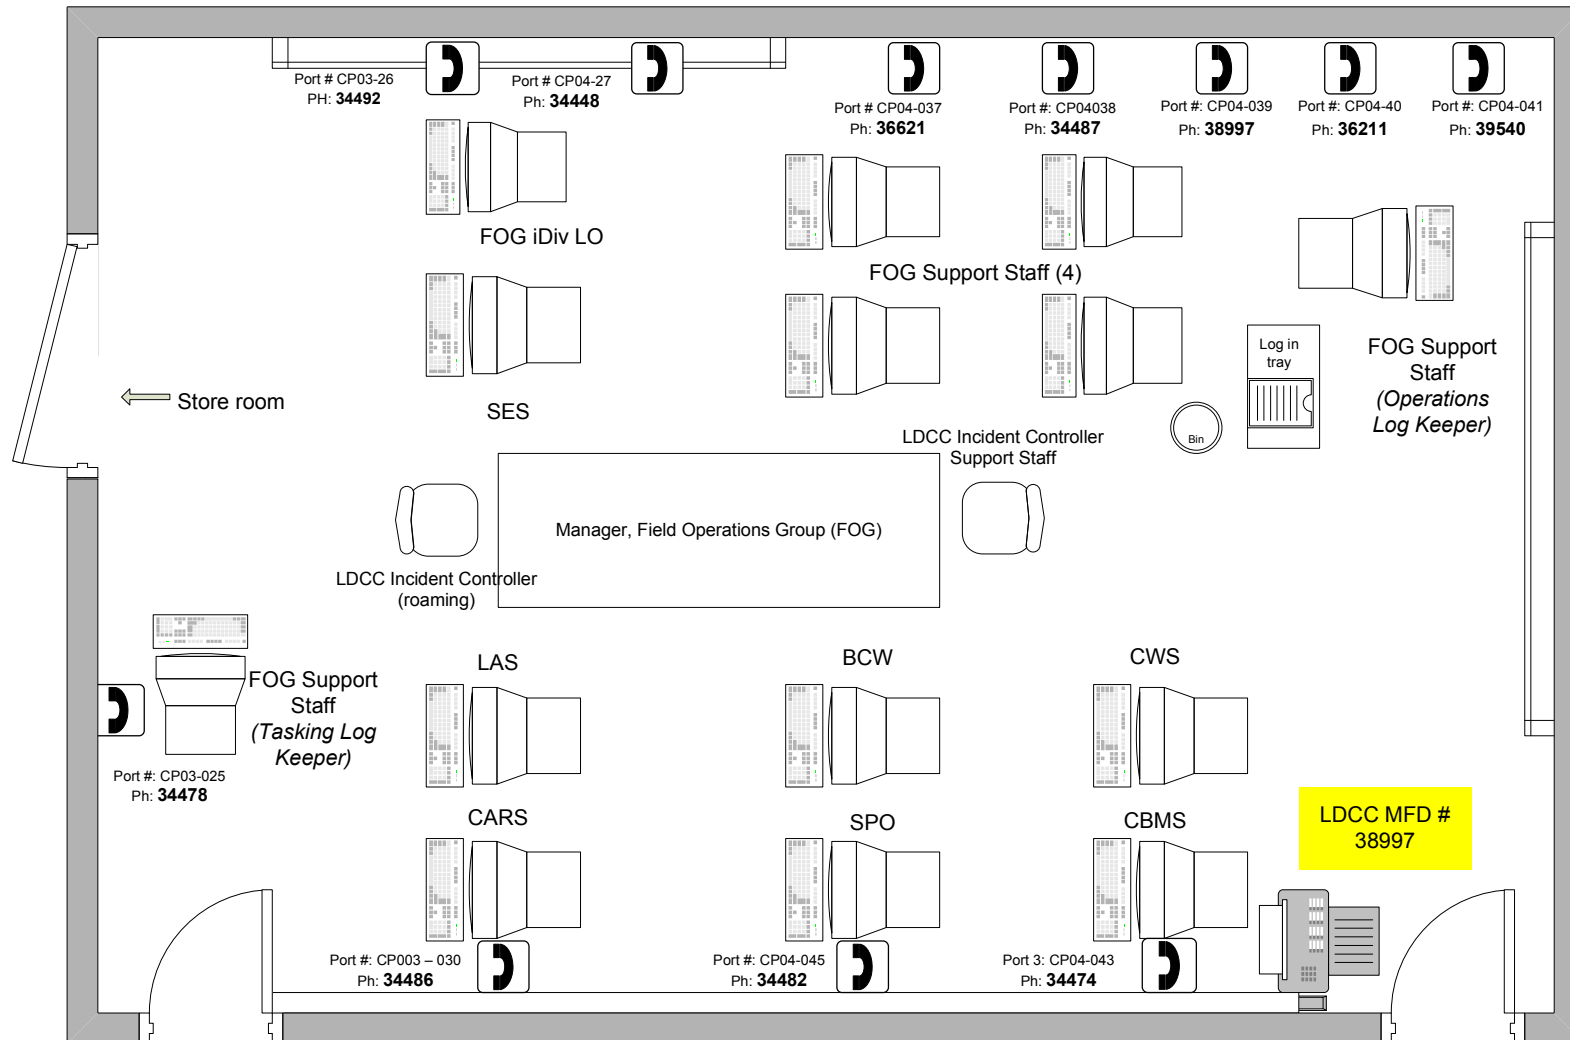 Port # CP03-26
PH: 34492
Port # CP04-27
Ph: 34448
Port #: CP04-037
Ph: 36621
Port #: CP04038
Ph: 34487
Port #: CP04-039
Ph: 38997
Port #: CP04-40
Ph: 36211
Port #: CP04-041
Ph: 39540
FOG iDiv LO
FOG Support Staff (4)
Log in
tray
FOG Support
Staff
(Operations
Log Keeper)
Store room
SES
Bin
LDCC Incident Controller
Support Staff
Manager, Field Operations Group (FOG)
LDCC Incident Controller
(roaming)
FOG Support
Staff
(Tasking Log
Keeper)
Port #: CP03-025
Ph: 34478
LAS
BCW
CWS
CARS
SPO
CBMS
LDCC MFD #
38997
Port #: CP003 – 030
Ph: 34486
Port #: CP04-045
Ph: 34482
Port 3: CP04-043
Ph: 34474